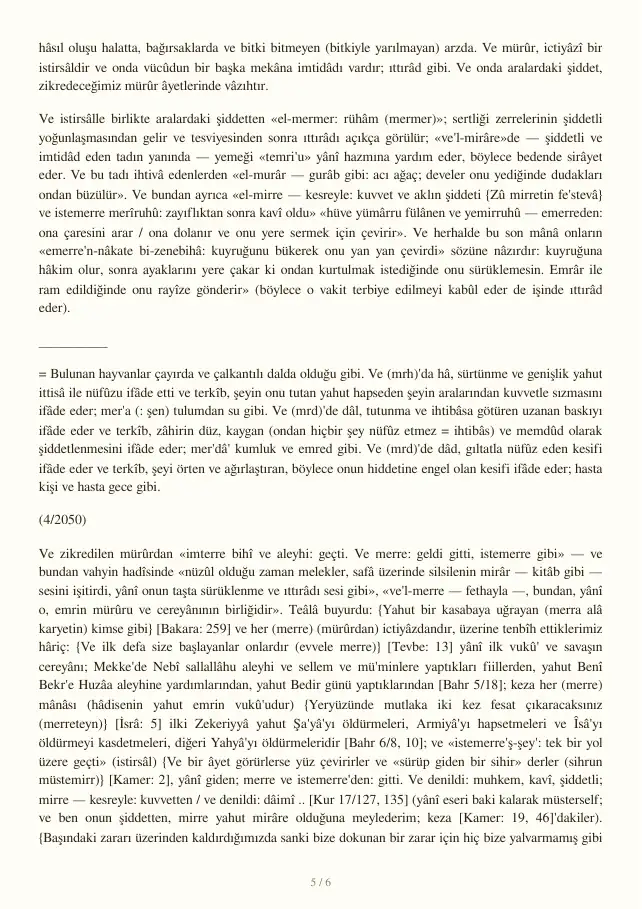 hâsıl oluşu halatta, bağırsaklarda ve bitki bitmeyen (bitkiyle yarılmayan) arzda. Ve mürûr, ictiyâzî bir
istirsâldir ve onda vücûdun bir başka mekâna imtidâdı vardır; ıttırâd gibi. Ve onda aralardaki şiddet,
zikredeceğimiz mürûr âyetlerinde vâzıhtır.
Ve istirsâlle birlikte aralardaki şiddetten «el-mermer: rühâm (mermer)»; sertliği zerrelerinin şiddetli
yoğunlaşmasından gelir ve tesviyesinden sonra ıttırâdı açıkça görülür; «ve'l-mirâre»de — şiddetli ve
imtidâd eden tadın yanında — yemeği «temri'u» yânî hazmına yardım eder, böylece bedende sirâyet
eder. Ve bu tadı ihtivâ edenlerden «el-murâr — gurâb gibi: acı ağaç; develer onu yediğinde dudakları
ondan büzülür». Ve bundan ayrıca «el-mirre — kesreyle: kuvvet ve aklın şiddeti {Zû mirretin fe'stevâ}
ve istemerre merîruhû: zayıflıktan sonra kavî oldu» «hüve yümârru fülânen ve yemirruhû — emerreden:
ona çaresini arar / ona dolanır ve onu yere sermek için çevirir». Ve herhalde bu son mânâ onların
«emerre'n-nâkate bi-zenebihâ: kuyruğunu bükerek onu yan yan çevirdi» sözüne nâzırdır: kuyruğuna
hâkim olur, sonra ayaklarını yere çakar ki ondan kurtulmak istediğinde onu sürüklemesin. Emrâr ile
ram edildiğinde onu rayîze gönderir» (böylece o vakit terbiye edilmeyi kabûl eder de işinde ıttırâd
eder).
= Bulunan hayvanlar çayırda ve çalkantılı dalda olduğu gibi. Ve (mrh)'da hâ, sürtünme ve genişlik yahut
ittisâ ile nüfûzu ifâde etti ve terkîb, şeyin onu tutan yahut hapseden şeyin aralarından kuvvetle sızmasını
ifâde eder; mer'a (: şen) tulumdan su gibi. Ve (mrd)'de dâl, tutunma ve ihtibâsa götüren uzanan baskıyı
ifâde eder ve terkîb, zâhirin düz, kaygan (ondan hiçbir şey nüfûz etmez = ihtibâs) ve memdûd olarak
şiddetlenmesini ifâde eder; mer'dâ' kumluk ve emred gibi. Ve (mrd)'de dâd, gıltatla nüfûz eden kesifi
ifâde eder ve terkîb, şeyi örten ve ağırlaştıran, böylece onun hiddetine engel olan kesifi ifâde eder; hasta
kişi ve hasta gece gibi.
(4/2050)
Ve zikredilen mürûrdan «imterre bihî ve aleyhi: geçti. Ve merre: geldi gitti, istemerre gibi» — ve
bundan vahyin hadîsinde «nüzûl olduğu zaman melekler, safâ üzerinde silsilenin mirâr — kitâb gibi —
sesini işitirdi, yânî onun taşta sürüklenme ve ıttırâdı sesi gibi», «ve'l-merre — fethayla —, bundan, yânî
o, emrin mürûru ve cereyânının birliğidir». Teâlâ buyurdu: {Yahut bir kasabaya uğrayan (merra alâ
karyetin) kimse gibi} [Bakara: 259] ve her (merre) (mürûrdan) ictiyâzdandır, üzerine tenbîh ettiklerimiz
hâriç: {Ve ilk defa size başlayanlar onlardır (evvele merre)} [Tevbe: 13] yânî ilk vukû' ve savaşın
cereyânı; Mekke'de Nebî sallallâhu aleyhi ve sellem ve mü'minlere yaptıkları fiillerden, yahut Benî
Bekr'e Huzâa aleyhine yardımlarından, yahut Bedir günü yaptıklarından [Bahr 5/18]; keza her (merre)
mânâsı (hâdisenin yahut emrin vukû'udur) {Yeryüzünde mutlaka iki kez fesat çıkaracaksınız
(merreteyn)} [İsrâ: 5] ilki Zekeriyyâ yahut Şa'yâ'yı öldürmeleri, Armiyâ'yı hapsetmeleri ve Îsâ'yı
öldürmeyi kasdetmeleri, diğeri Yahyâ'yı öldürmeleridir [Bahr 6/8, 10]; ve «istemerre'ş-şey': tek bir yol
üzere geçti» (istirsâl) {Ve bir âyet görürlerse yüz çevirirler ve «sürüp giden bir sihir» derler (sihrun
müstemirr)} [Kamer: 2], yânî giden; merre ve istemerre'den: gitti. Ve denildi: muhkem, kavî, şiddetli;
mirre — kesreyle: kuvvetten / ve denildi: dâimî .. [Kur 17/127, 135] (yânî eseri baki kalarak müsterself;
ve ben onun şiddetten, mirre yahut mirâre olduğuna meylederim; keza [Kamer: 19, 46]'dakiler).
{Başındaki zararı üzerinden kaldırdığımızda sanki bize dokunan bir zarar için hiç bize yalvarmamış gibi
5 / 6